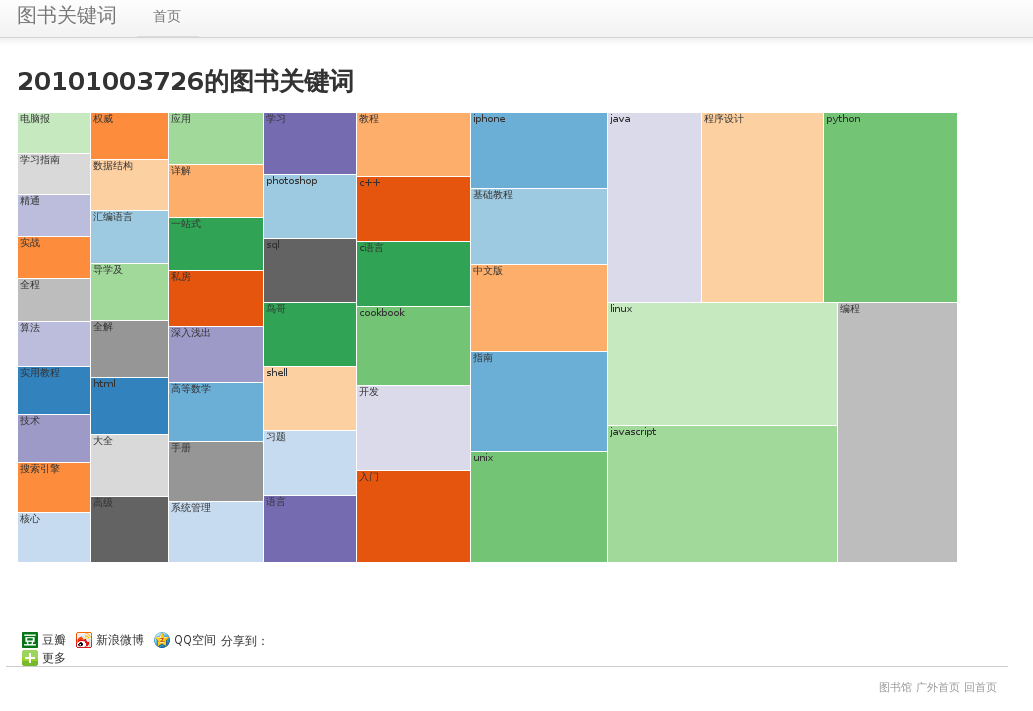 图书关键词
首页
20101003726的图书关键词
电脑报
学习指南
精通
实战
全程
算法
实用教程
技术
搜索引擎
核心
权威
数据结构
汇编语言
导学及
全解
html
大全
高级
应用
详解
一站式
私房
深入浅出
高等数学
手册
系统管理
学习
photoshop
sql
鸟哥
shell
习题
语言
教程
c++
c语言
cookbook
开发
入门
iphone
基础教程
中文版
指南
unix
java
程序设计
python
linux
javascript
编程
豆瓣 新浪微博 QQ空间 分享到：
更多
图书馆 广外首页 回首页